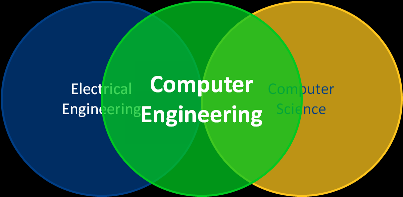 Electrical
Engineering
Computer
Engineering
Computer
Science